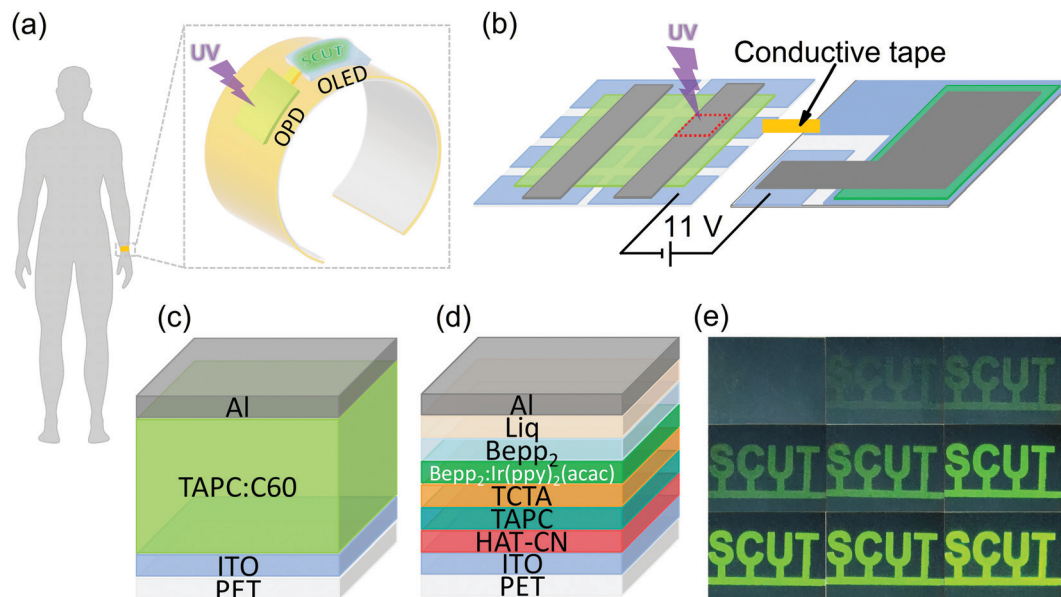 (a)
UV
SCUT
OLED
OPD
(b)
UV
Conductive tape
11 V
(c)
Al
TAPC:C60
ITO
PET
(d)
Al
Liq
Bepp₂
Bepp₂:Ir(ppy)₂(acac)
TCTA
TAPC
HAT-CN
ITO
PET
(e)
SCUT
SCUT
SCUT
SCUT
SCUT
SCUT
SCUT
SCUT